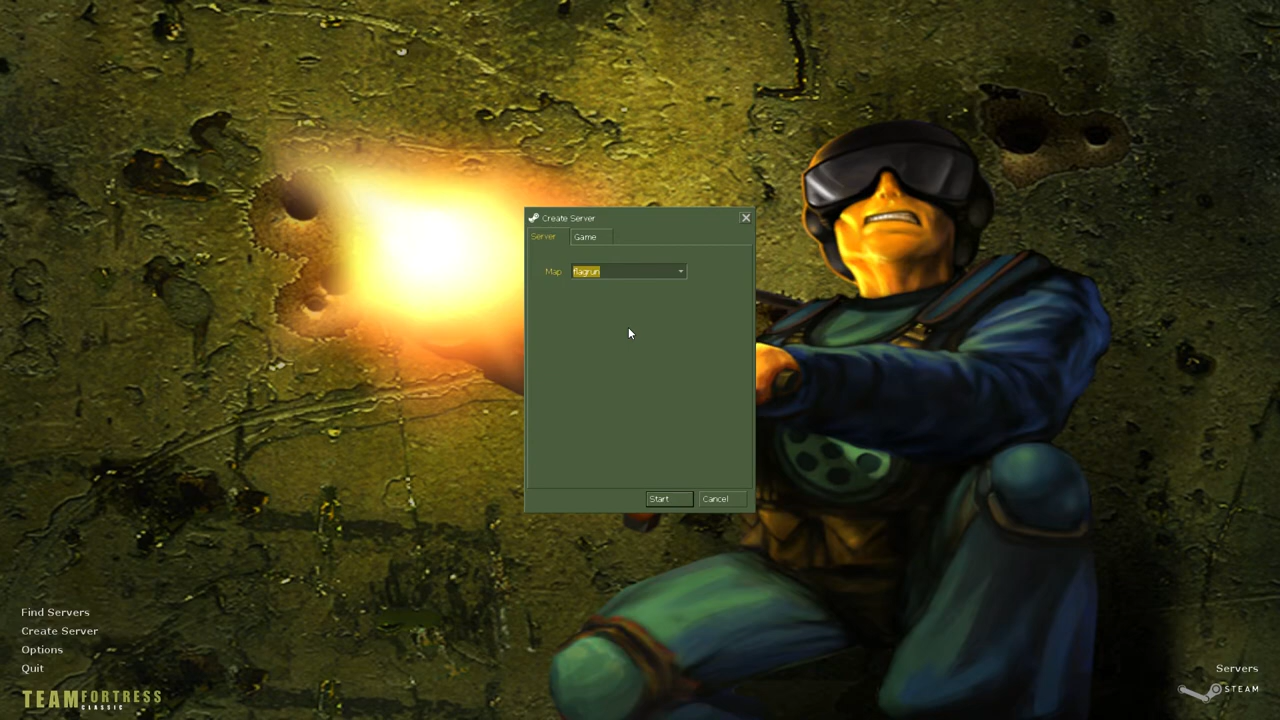 Create Server
Server
Game
Map
flagrun
Start
Cancel
Find Servers
Create Server
Options
Quit
TEAM FORTRESS
CLASSIC
Servers
STEAM